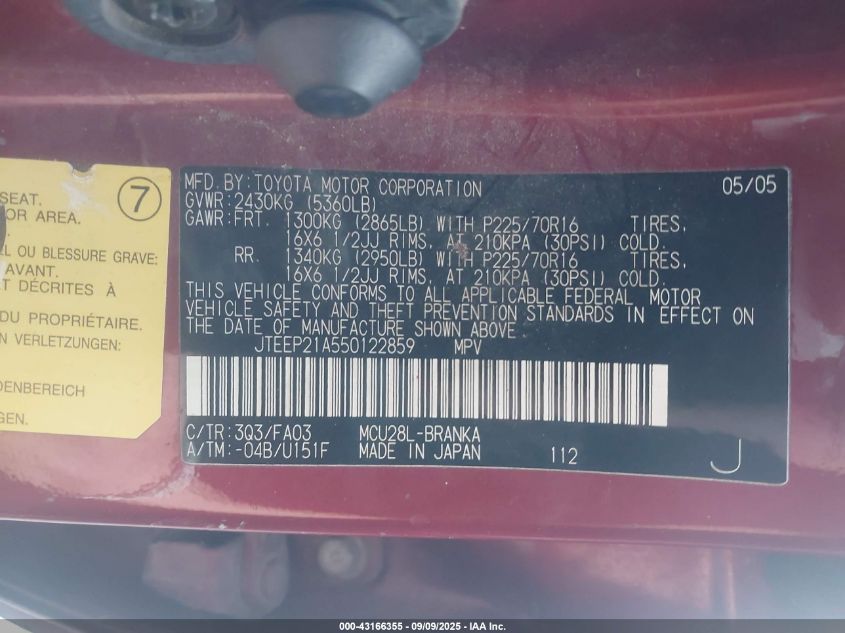 SEAT.
OR AREA.
7
L OU BLESSURE GRAVE:
AVANT.
T DÉCRITES À
DU PROPRIÉTAIRE.
EN VERLETZUNG.
DENBEREICH
GEN.
MFD. BY: TOYOTA MOTOR CORPORATION 05/05
GVWR: 2430KG (5360LB)
GAWR: FRT. 1300KG (2865LB) WITH P225/70R16 TIRES,
16X6 1/2JJ RIMS, AT 210KPA (30PSI) COLD.
RR. 1340KG (2950LB) WITH P225/70R16 TIRES,
16X6 1/2JJ RIMS, AT 210KPA (30PSI) COLD.
THIS VEHICLE CONFORMS TO ALL APPLICABLE FEDERAL MOTOR
VEHICLE SAFETY AND THEFT PREVENTION STANDARDS IN EFFECT ON
THE DATE OF MANUFACTURE SHOWN ABOVE.
JTEEP21A550122859 MPV
C/TR: 3Q3/FA03 MCU28L-BRANKA
A/TM: -04B/U151F MADE IN JAPAN 112 J
000-43166355 - 09/09/2025 - IAA Inc.